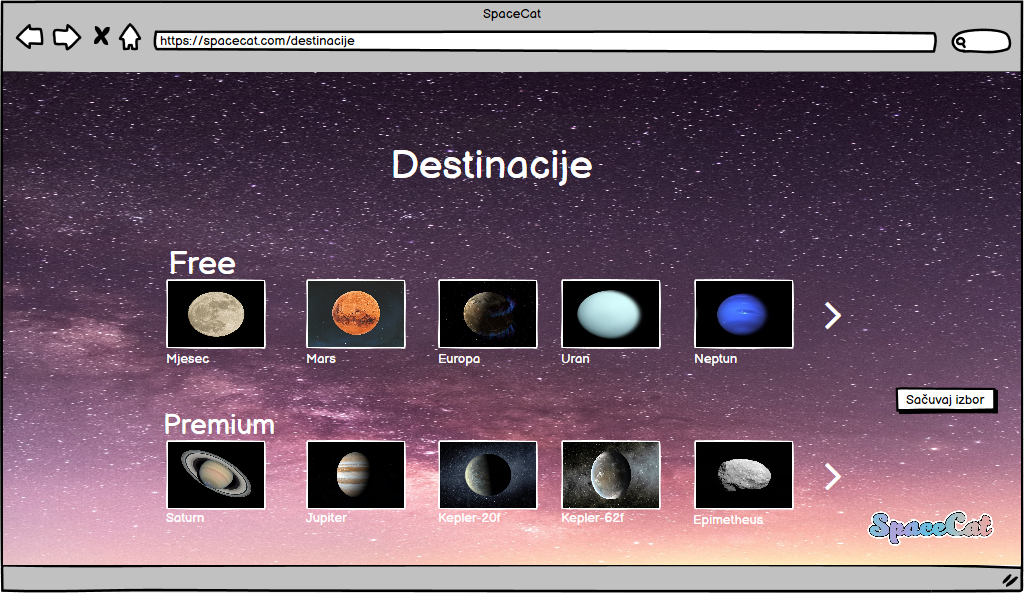 SpaceCat
https://spacecat.com/destinacije
Destinacije
Free
Mjesec
Mars
Europa
Uran
Neptun
Sačuvaj izbor
Premium
Saturn
Jupiter
Kepler-20f
Kepler-62f
Epimetheus
SpaceCat